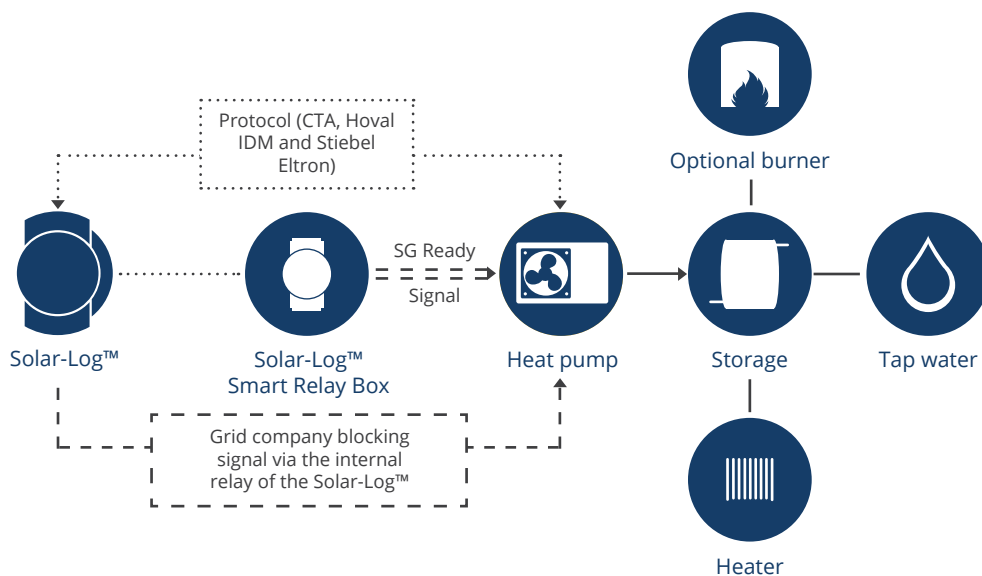 Optional burner
Protocol (CTA, Hoval
IDM and Stiebel
Eltron)
SG Ready
Signal
Solar-Log™
Solar-Log™
Smart Relay Box
Heat pump
Storage
Tap water
Grid company blocking
signal via the internal
relay of the Solar-Log™
Heater